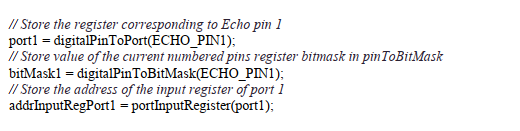 // Store the register corresponding to Echo pin 1
port1 = digitalPinToPort(ECHO_PIN1);
// Store value of the current numbered pins register bitmask in pinToBitMask
bitMask1 = digitalPinToBitMask(ECHO_PIN1);
// Store the address of the input register of port 1
addrInputRegPort1 = portInputRegister(port1);